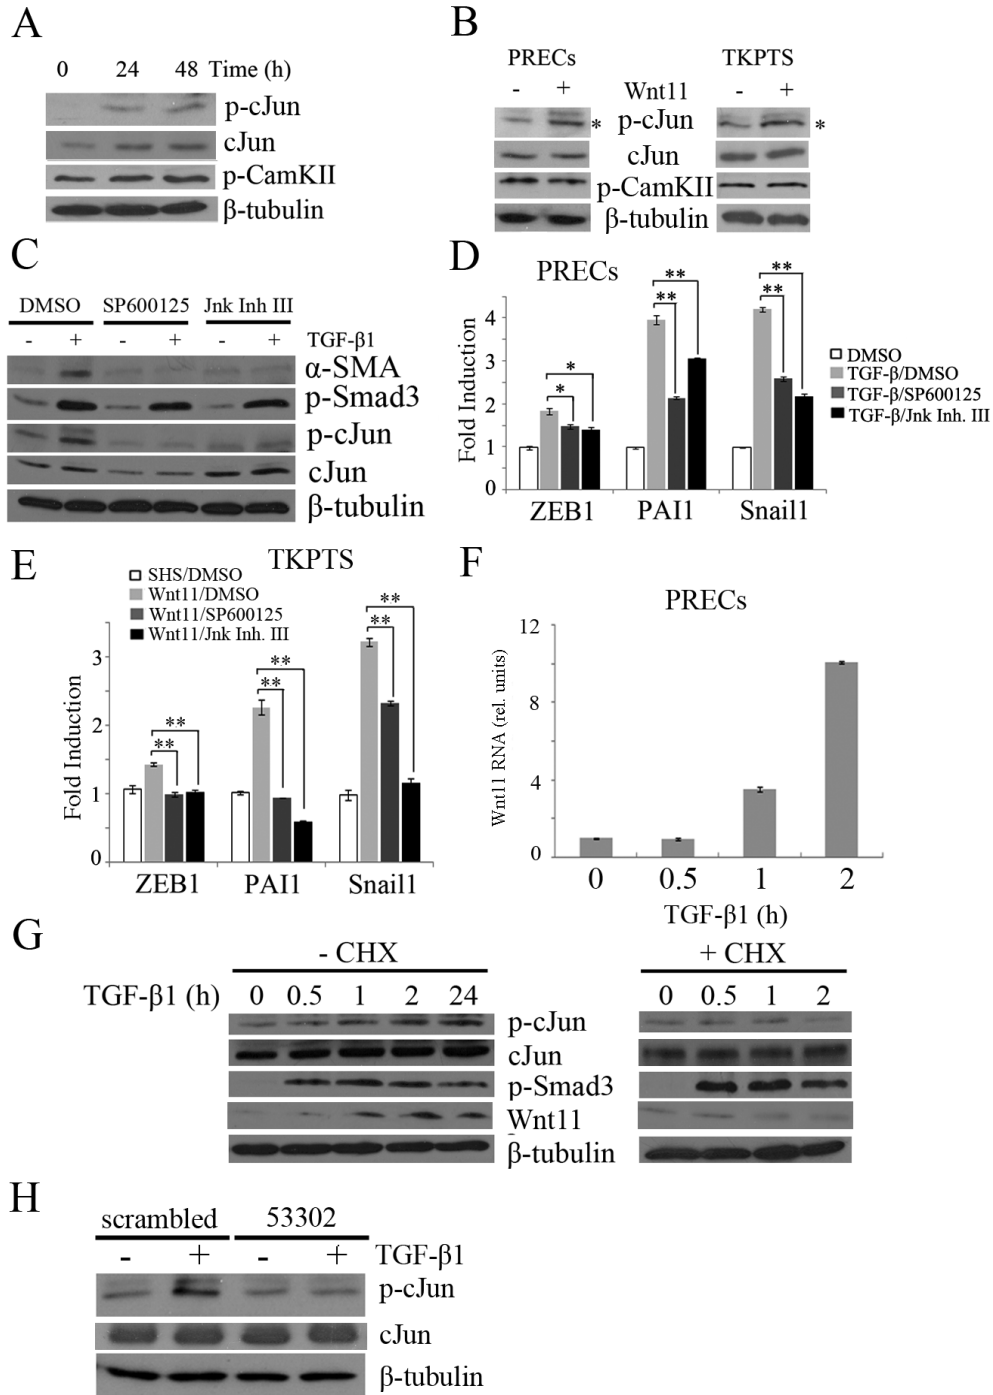 A
0 24 48 Time (h)
p-cJun
cJun
p-CamKII
β-tubulin
B
PRECs TKPTS
- + Wnt11 - +
p-cJun
* *
cJun
p-CamKII
β-tubulin
C
DMSO SP600125 Jnk Inh III
- + - + - + TGF-β1
α-SMA
p-Smad3
p-cJun
cJun
β-tubulin
D
PRECs
Fold Induction
4
3
2
1
0
* * ** ** ** **
DMSO
TGF-β/DMSO
TGF-β/SP600125
TGF-β/Jnk Inh. III
ZEB1 PAI1 Snail1
E
TKPTS
SHS/DMSO
Wnt11/DMSO
Wnt11/SP600125
Wnt11/Jnk Inh. III
Fold Induction
3
2
1
0
** ** ** ** ** **
ZEB1 PAI1 Snail1
F
PRECs
Wnt11 RNA (rel. units)
12
8
4
0
0 0.5 1 2
TGF-β1 (h)
G
- CHX + CHX
TGF-β1 (h) 0 0.5 1 2 24 0 0.5 1 2
p-cJun
cJun
p-Smad3
Wnt11
β-tubulin
H
scrambled 53302
- + - + TGF-β1
p-cJun
cJun
β-tubulin